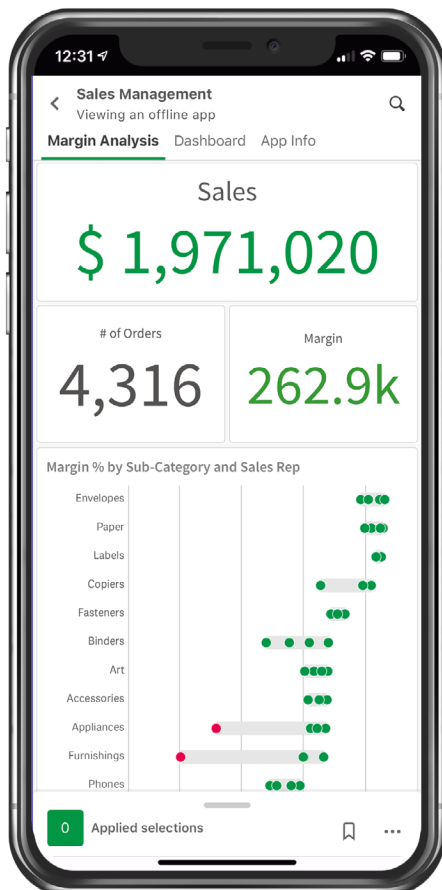 12:31
Sales Management
Viewing an offline app
Margin Analysis Dashboard App Info
Sales
$ 1,971,020
# of Orders
4,316
Margin
262.9k
Margin % by Sub-Category and Sales Rep
Envelopes
Paper
Labels
Copiers
Fasteners
Binders
Art
Accessories
Appliances
Furnishings
Phones
0 Applied selections